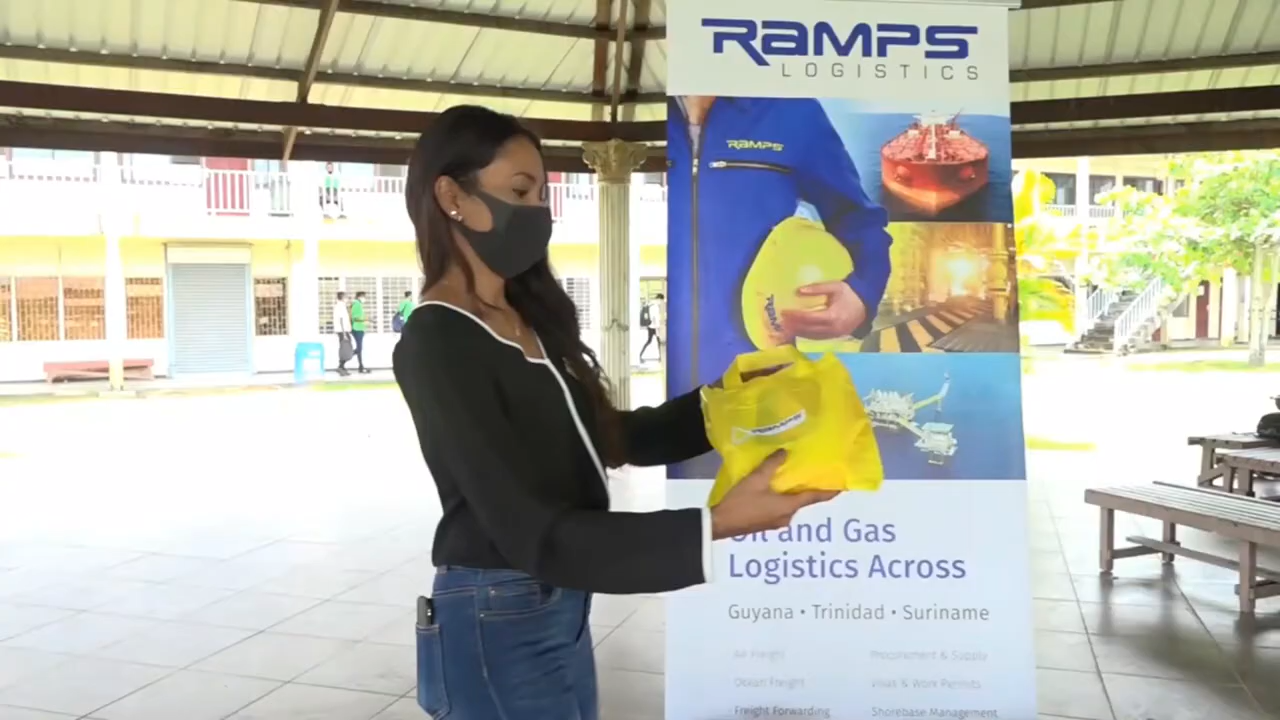 RAMPS
LOGISTICS
RAMPS
RAMPS
Oil and Gas
Logistics Across
Guyana • Trinidad • Suriname
Air Freight
Procurement & Supply
Ocean Freight
Visas & Work Permits
Freight Forwarding
Shorebase Management